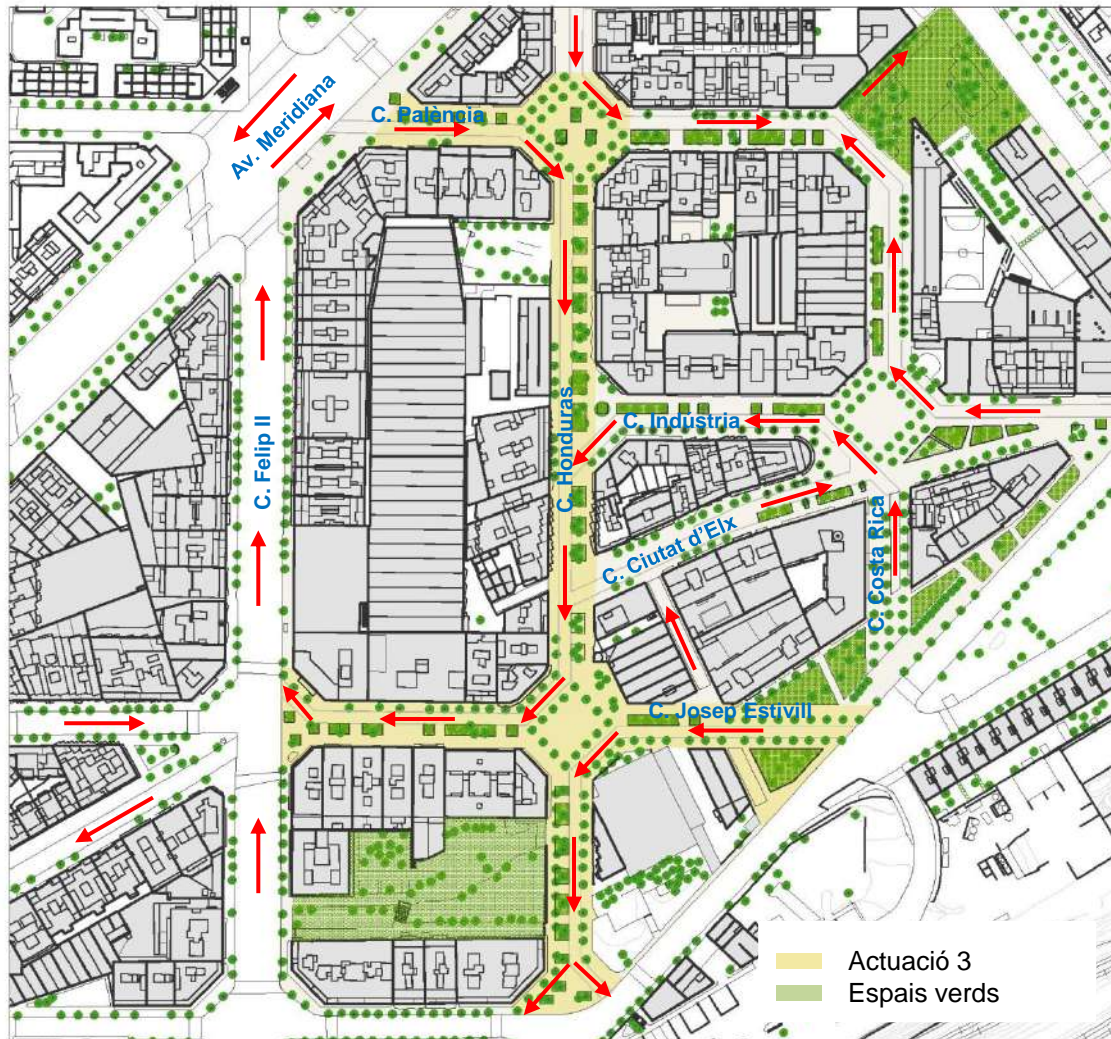 C. Palència
Av. Meridiana
C. Felip II
C. Honduras
C. Indústria
C. Ciutat d'Elx
C. Costa Rica
C. Josep Estivill
Actuació 3
Espais verds